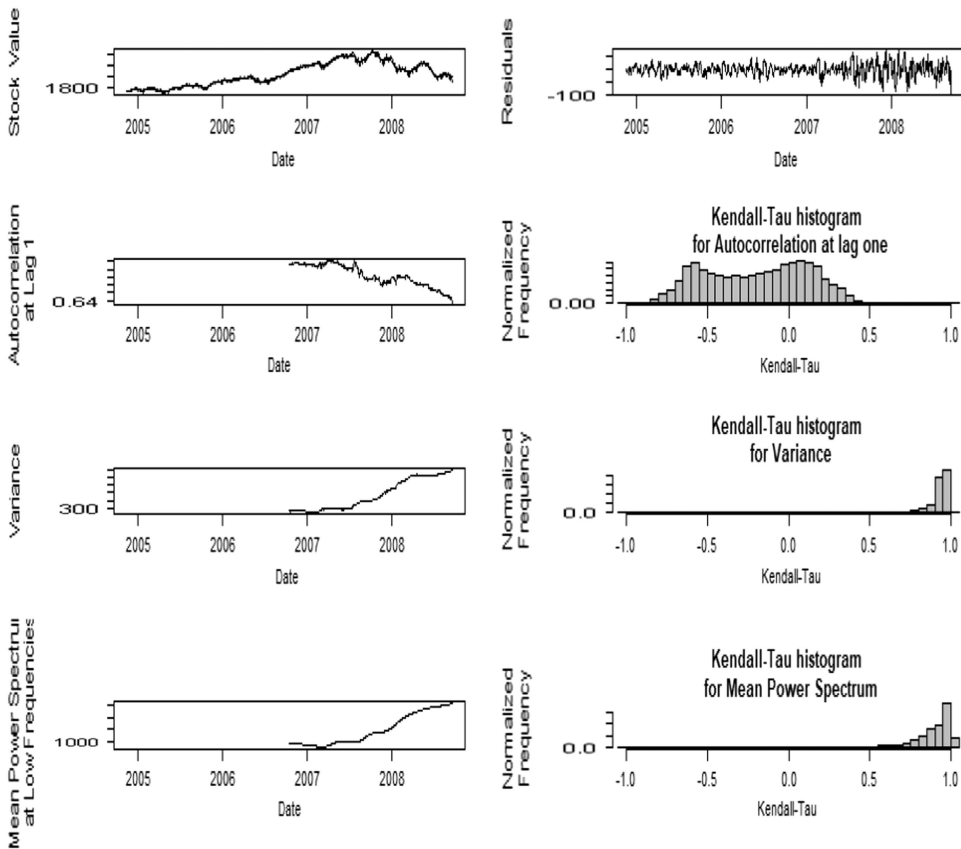 Stock Value
1800
2005 2006 2007 2008
Date
Residuals
-100
2005 2006 2007 2008
Date
Autocorrelation
at Lag 1
0.64
2005 2006 2007 2008
Date
Kendall-Tau histogram
for Autocorrelation at lag one
Normalized
Frequency
0.00
-1.0 -0.5 0.0 0.5 1.0
Kendall-Tau
Variance
300
2005 2006 2007 2008
Date
Kendall-Tau histogram
for Variance
Normalized
Frequency
0.0
-1.0 -0.5 0.0 0.5 1.0
Kendall-Tau
Mean Power Spectru
at Low Frequencies
1000
2005 2006 2007 2008
Date
Kendall-Tau histogram
for Mean Power Spectrum
Normalized
Frequency
0.0
-1.0 -0.5 0.0 0.5 1.0
Kendall-Tau